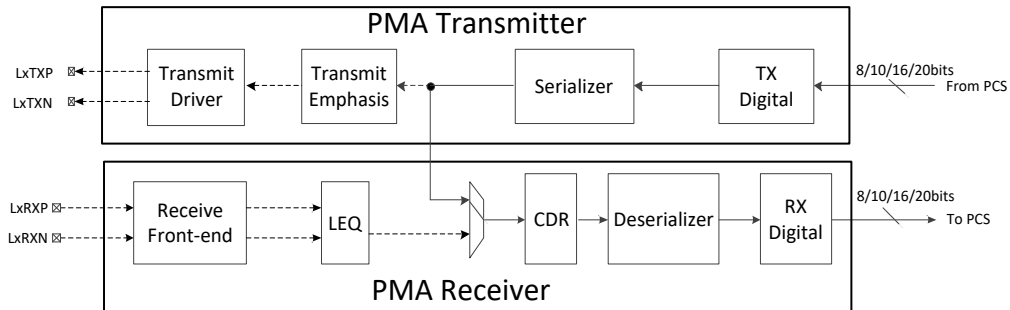 PMA Transmitter
LxTXP
LxTXN
Transmit
Driver
Transmit
Emphasis
Serializer
TX
Digital
8/10/16/20bits
From PCS
LxRXP
LxRXN
Receive
Front-end
LEQ
CDR
Deserializer
RX
Digital
8/10/16/20bits
To PCS
PMA Receiver